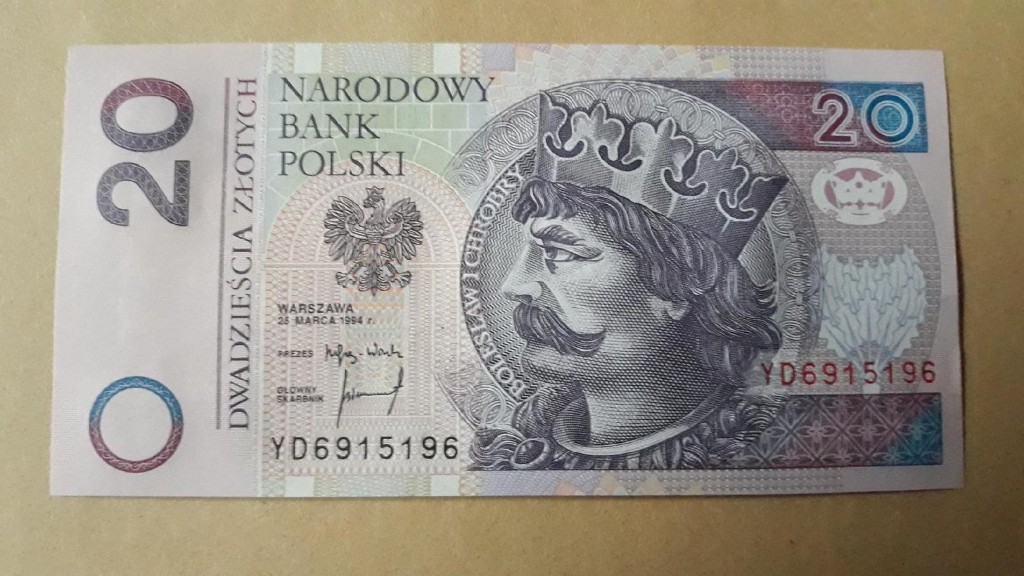 20
DWADZIEŚCIA ZŁOTYCH
NARODOWY
BANK
POLSKI
WARSZAWA
25 MARCA 1994 r.
PREZES
GŁÓWNY
SKARBNIK
YD6915196
BOLESŁAW I CHROBRY
20
YD6915196